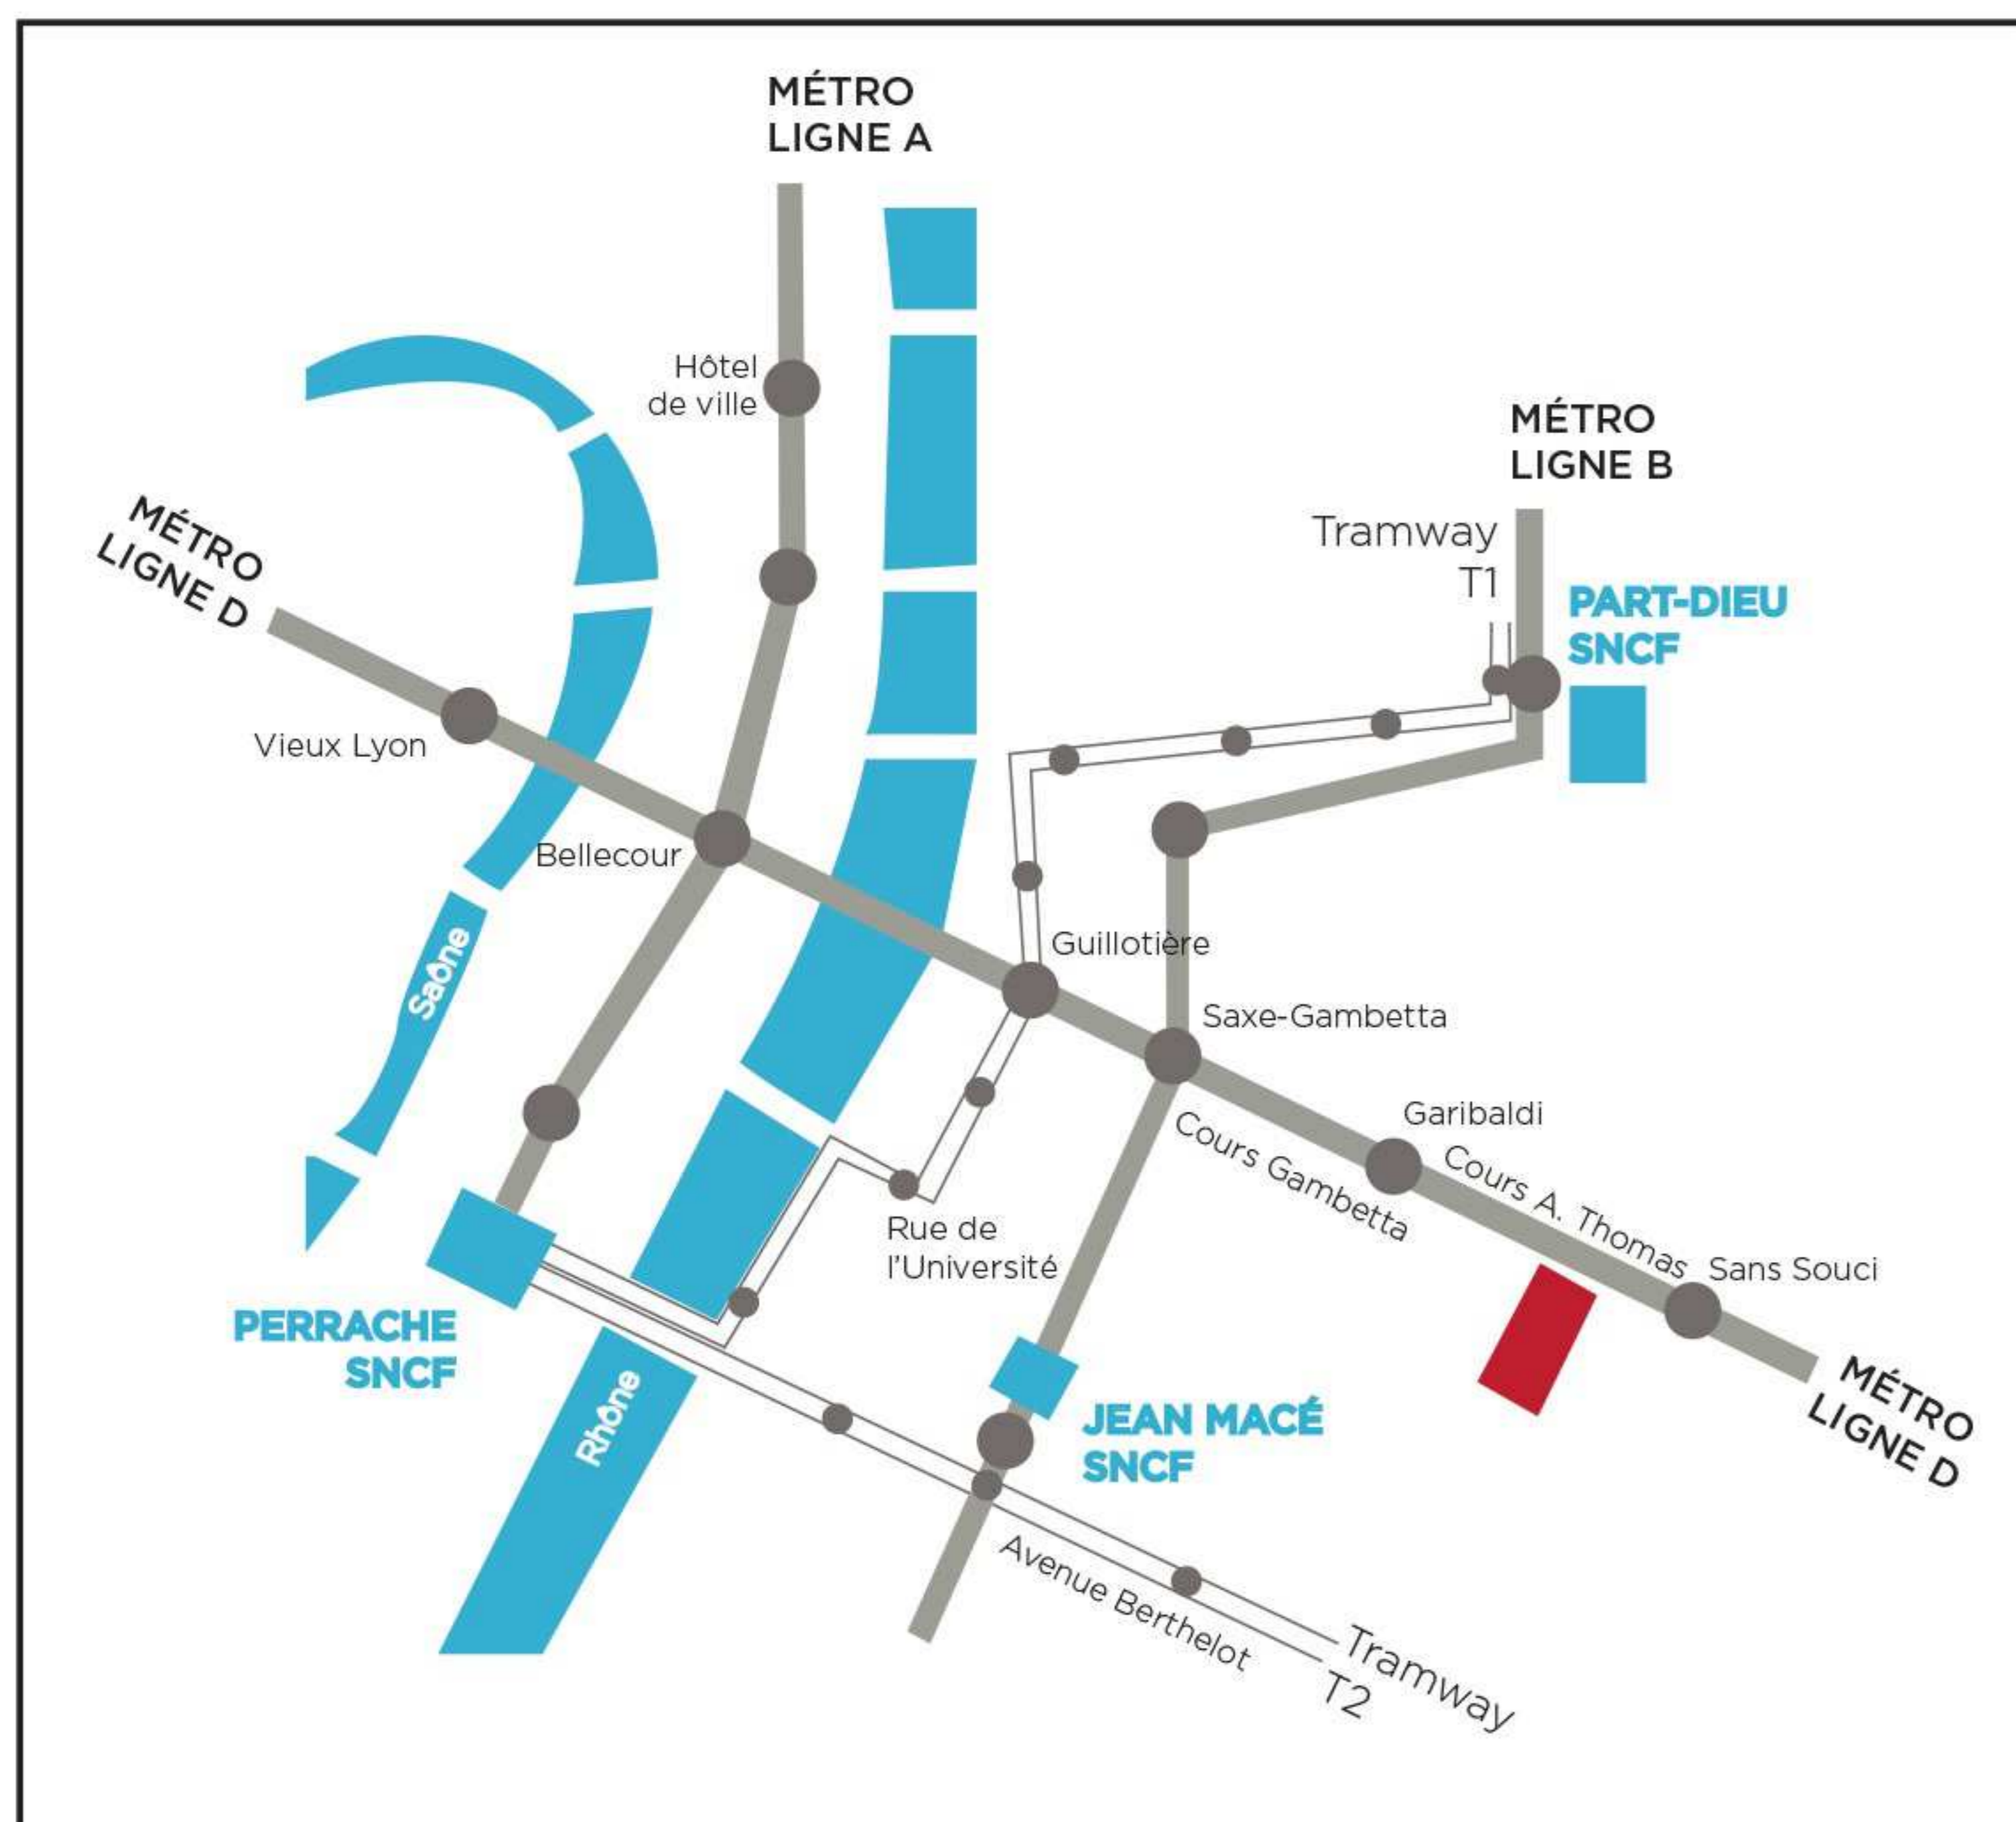 MÉTRO
LIGNE A
Hôtel
de ville
MÉTRO
LIGNE B
Tramway
T1
PART-DIEU
SNCF
MÉTRO
LIGNE D
Vieux Lyon
Bellecour
Saône
Guillotière
Saxe-Gambetta
Garibaldi
Cours Gambetta
Cours A. Thomas
Sans Souci
Rue de
l'Université
PERRACHE
SNCF
Rhône
JEAN MACÉ
SNCF
MÉTRO
LIGNE D
Avenue Berthelot
Tramway
T2